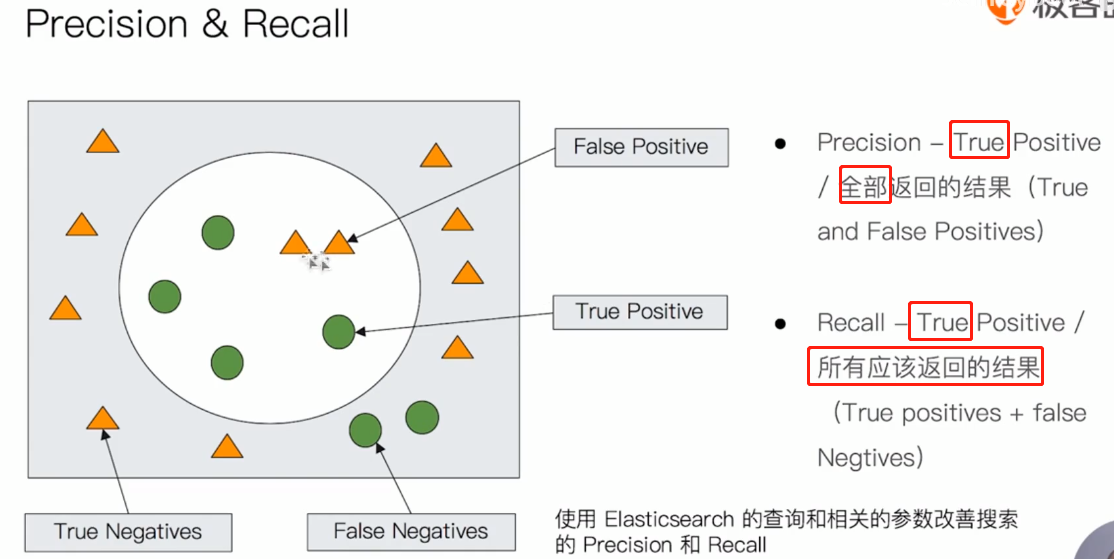 Precision & Recall
极客
False Positive
True Positive
True Negatives
False Negatives
Precision – True Positive
/ 全部返回的结果（True
and False Positives）
Recall – True Positive /
所有应该返回的结果
（True positives + false
Negtives）
使用 Elasticsearch 的查询和相关的参数改善搜索
的 Precision 和 Recall